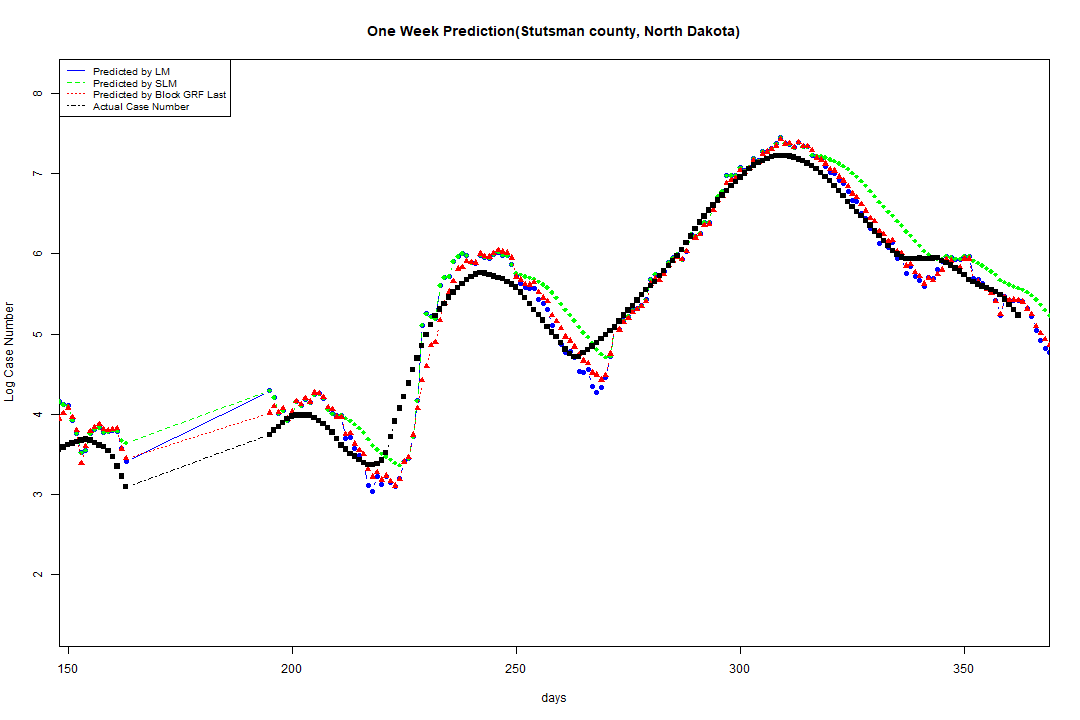 One Week Prediction(Stutsman county, North Dakota)
Predicted by LM
Predicted by SLM
Predicted by Block GRF Last
Actual Case Number
8
7
6
5
4
3
2
Log Case Number
150 200 250 300 350
days